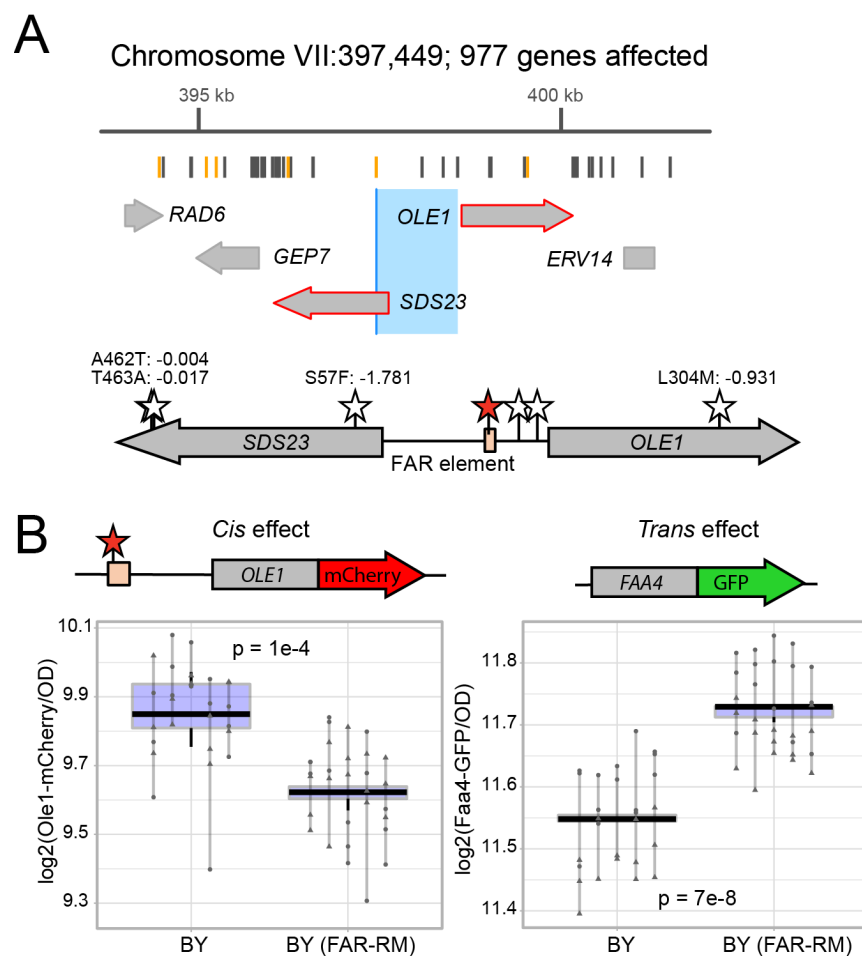 A
Chromosome VII:397,449; 977 genes affected
395 kb 400 kb
RAD6 OLE1
GEP7 ERV14
SDS23
A462T: -0.004
T463A: -0.017 S57F: -1.781 L304M: -0.931
SDS23 OLE1
FAR element
B
Cis effect Trans effect
OLE1 mCherry FAA4 GFP
log2(Ole1-mCherry/OD)
10.1
9.9
9.7
9.5
9.3
p = 1e-4
BY BY (FAR-RM)
log2(Faa4-GFP/OD)
11.8
11.7
11.6
11.5
11.4
p = 7e-8
BY BY (FAR-RM)